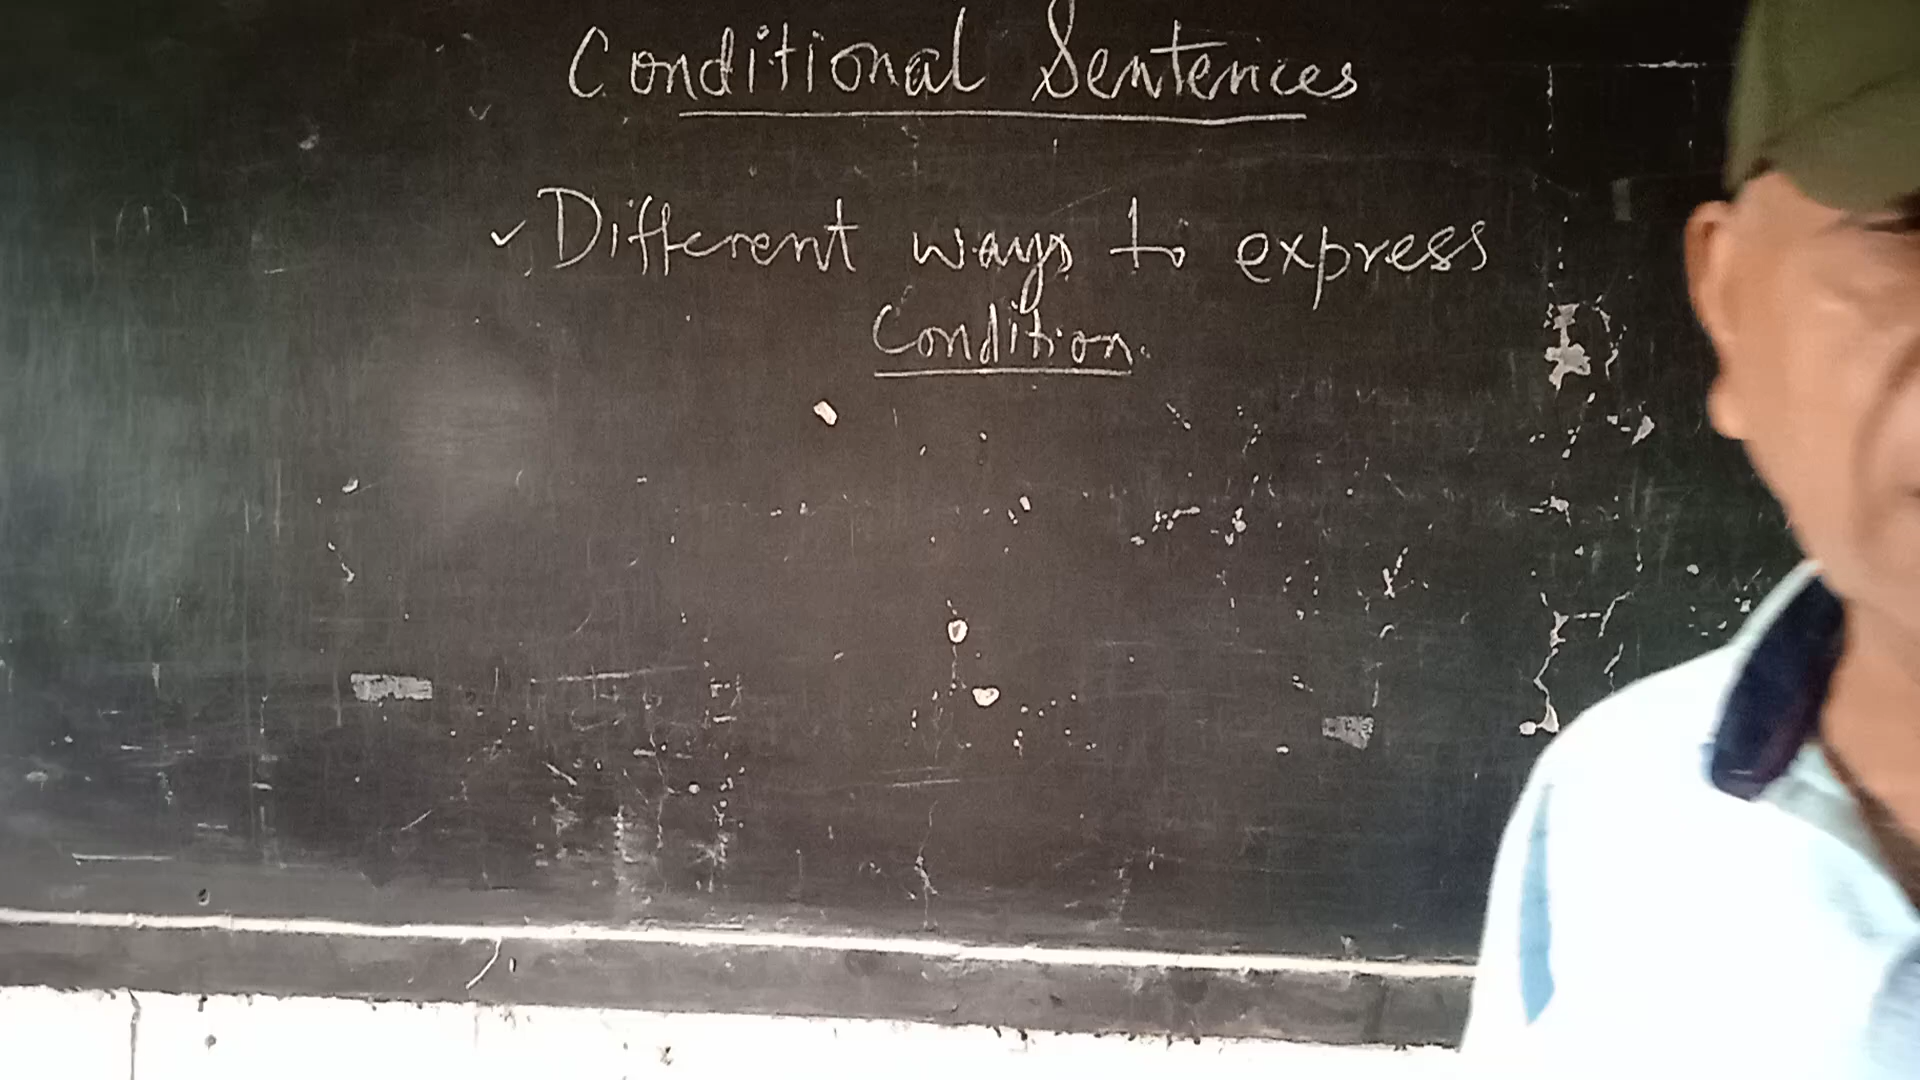 Conditional Sentences
✓ Different ways to express
Condition.